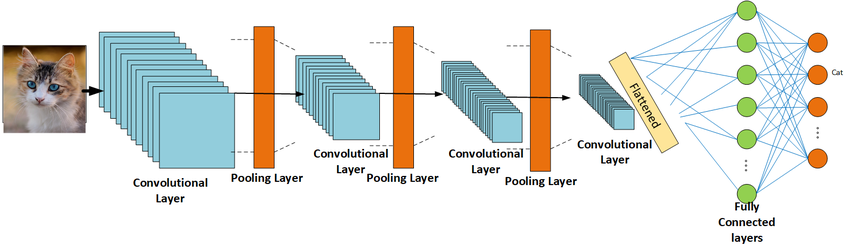 Convolutional
Layer
Pooling Layer
Convolutional
Layer
Pooling Layer
Convolutional
Layer
Pooling Layer
Convolutional
Layer
Flattened
Cat
Fully
Connected
layers